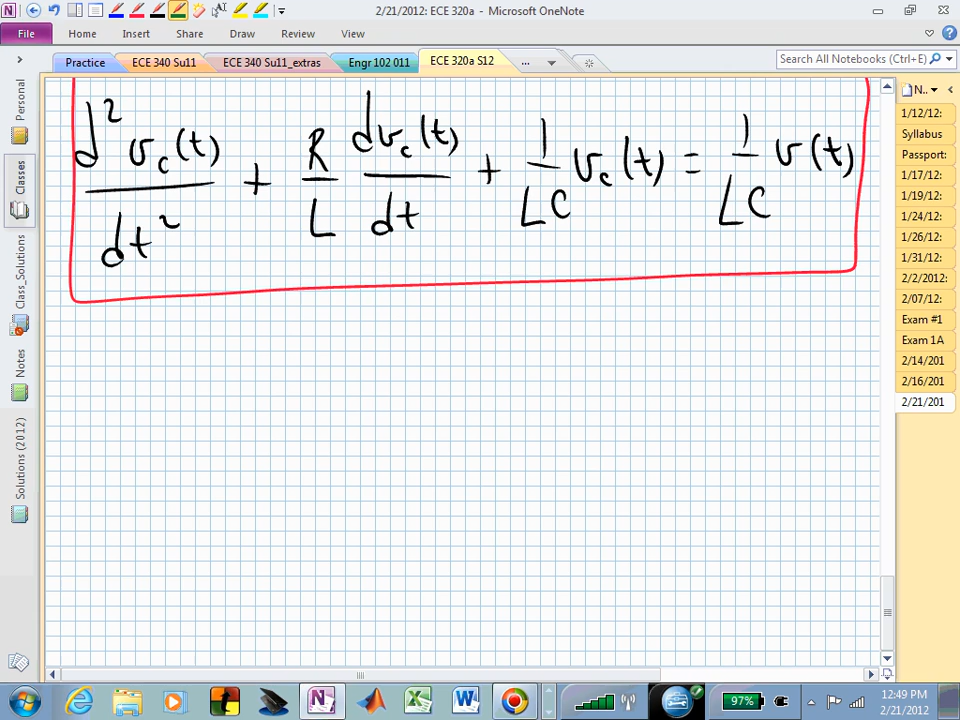 2/21/2012: ECE 320a - Microsoft OneNote
File Home Insert Share Draw Review View
Practice ECE 340 Su11 ECE 340 Su11_extras Engr 102 011 ECE 320a S12 ...
Search All Notebooks (Ctrl+E)
N..
Personal
Classes
Class_Solutions
Notes
Solutions (2012)
d² v_c(t)/dt² + R/L dv_c(t)/dt + 1/LC v_c(t) = 1/LC v(t)
1/12/12:
Syllabus
Passport:
1/17/12:
1/19/12:
1/24/12:
1/26/12:
1/31/12:
2/2/2012:
2/07/12:
Exam #1
Exam 1A
2/14/201
2/16/201
2/21/201
97%
12:49 PM
2/21/2012